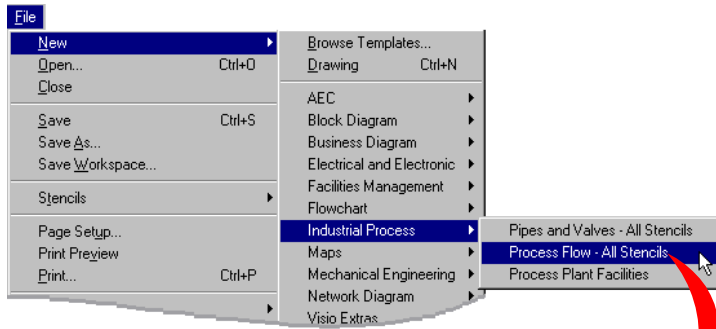 File
New
Open... Ctrl+O
Close
Save Ctrl+S
Save As...
Save Workspace...
Stencils
Page Setup...
Print Preview
Print... Ctrl+P
Browse Templates...
Drawing Ctrl+N
AEC
Block Diagram
Business Diagram
Electrical and Electronic
Facilities Management
Flowchart
Industrial Process
Maps
Mechanical Engineering
Network Diagram
Visio Extras
Pipes and Valves - All Stencils
Process Flow - All Stencils
Process Plant Facilities